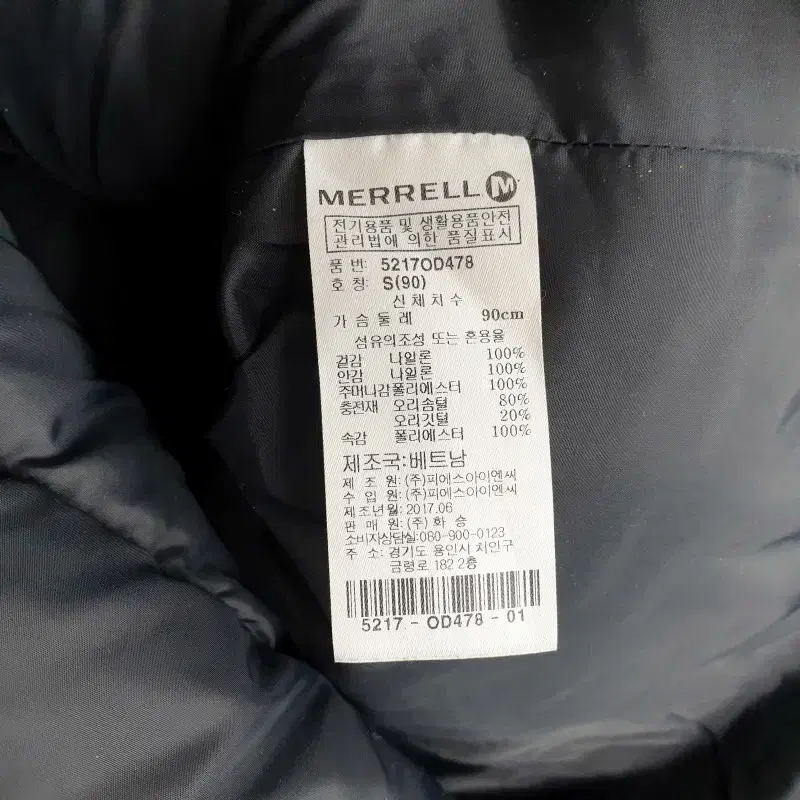 MERRELL M
전기용품 및 생활용품안전
관리법에 의한 품질표시
품 번: 5217OD478
호 칭: S(90)
신체치수
가슴둘레 90cm
섬유의조성 또는 혼용율
겉감 나일론 100%
안감 나일론 100%
주머니감 폴리에스터 100%
충전재 오리솜털 80%
오리깃털 20%
속감 폴리에스터 100%
제조국:베트남
제 조 원: (주)피에스아이엔씨
수 입 원: (주)피에스아이엔씨
제조년월: 2017.06
판 매 원: (주) 화 승
소비자상담실:080-900-0123
주 소: 경기도 용인시 처인구
금령로 182 2층
5217 - OD478 - 01